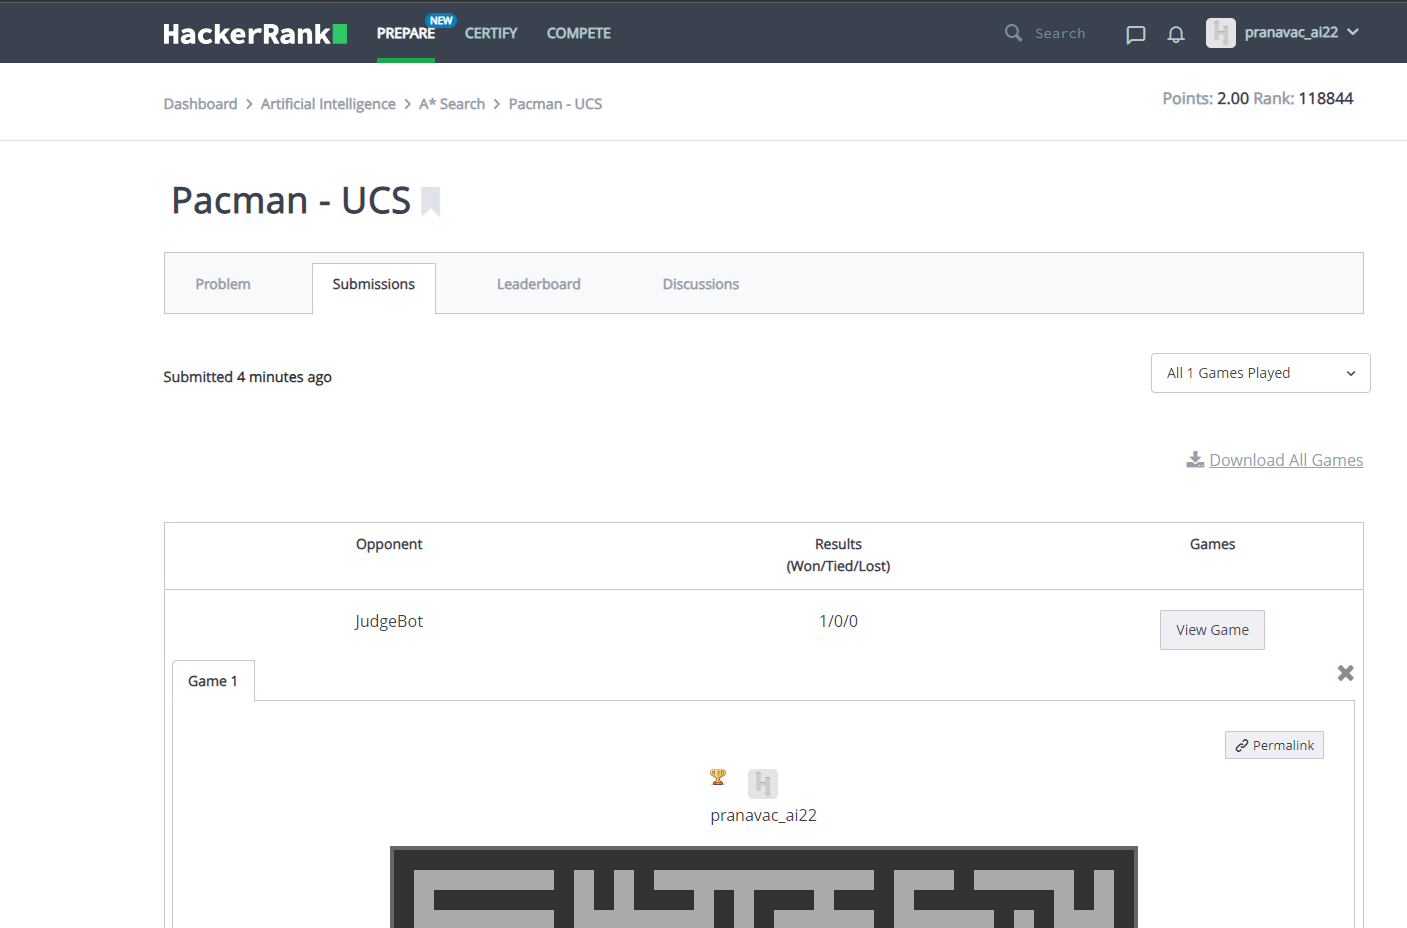 HackerRank PREPARE NEW CERTIFY COMPETE Search pranavac_ai22
Dashboard > Artificial Intelligence > A* Search > Pacman - UCS Points: 2.00 Rank: 118844
Pacman - UCS
Problem Submissions Leaderboard Discussions
Submitted 4 minutes ago All 1 Games Played
Download All Games
Opponent Results Games
(Won/Tied/Lost)
JudgeBot 1/0/0 View Game
Game 1
Permalink
pranavac_ai22